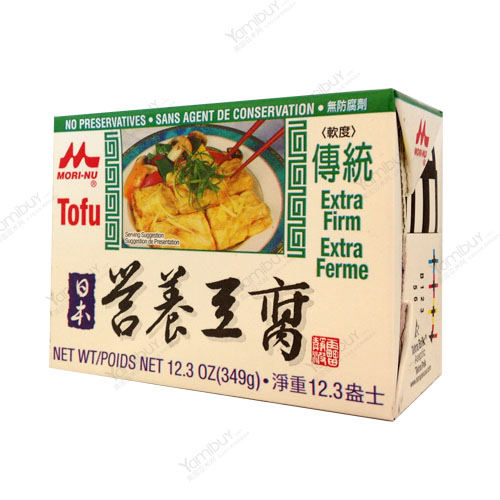 NO PRESERVATIVES • SANS AGENT DE CONSERVATION • 無防腐劑
MORI-NU®
Tofu
Serving Suggestion
Suggestion de Présentation
〈軟度〉
傳統
Extra
Firm
Extra
Ferme
日本
営養豆腐
NET WT/POIDS NET 12.3 OZ(349g)•淨重12.3盎士
Yamibuy